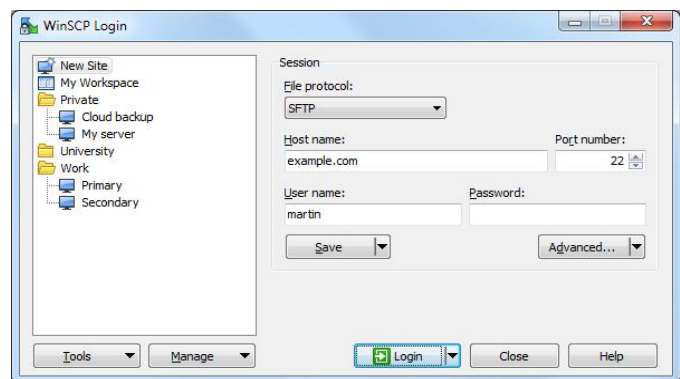 WinSCP Login
New Site
My Workspace
Private
Cloud backup
My server
University
Work
Primary
Secondary
Session
File protocol:
SFTP
Host name:
Port number:
example.com
22
User name:
Password:
martin
Save
Advanced...
Tools
Manage
Login
Close
Help